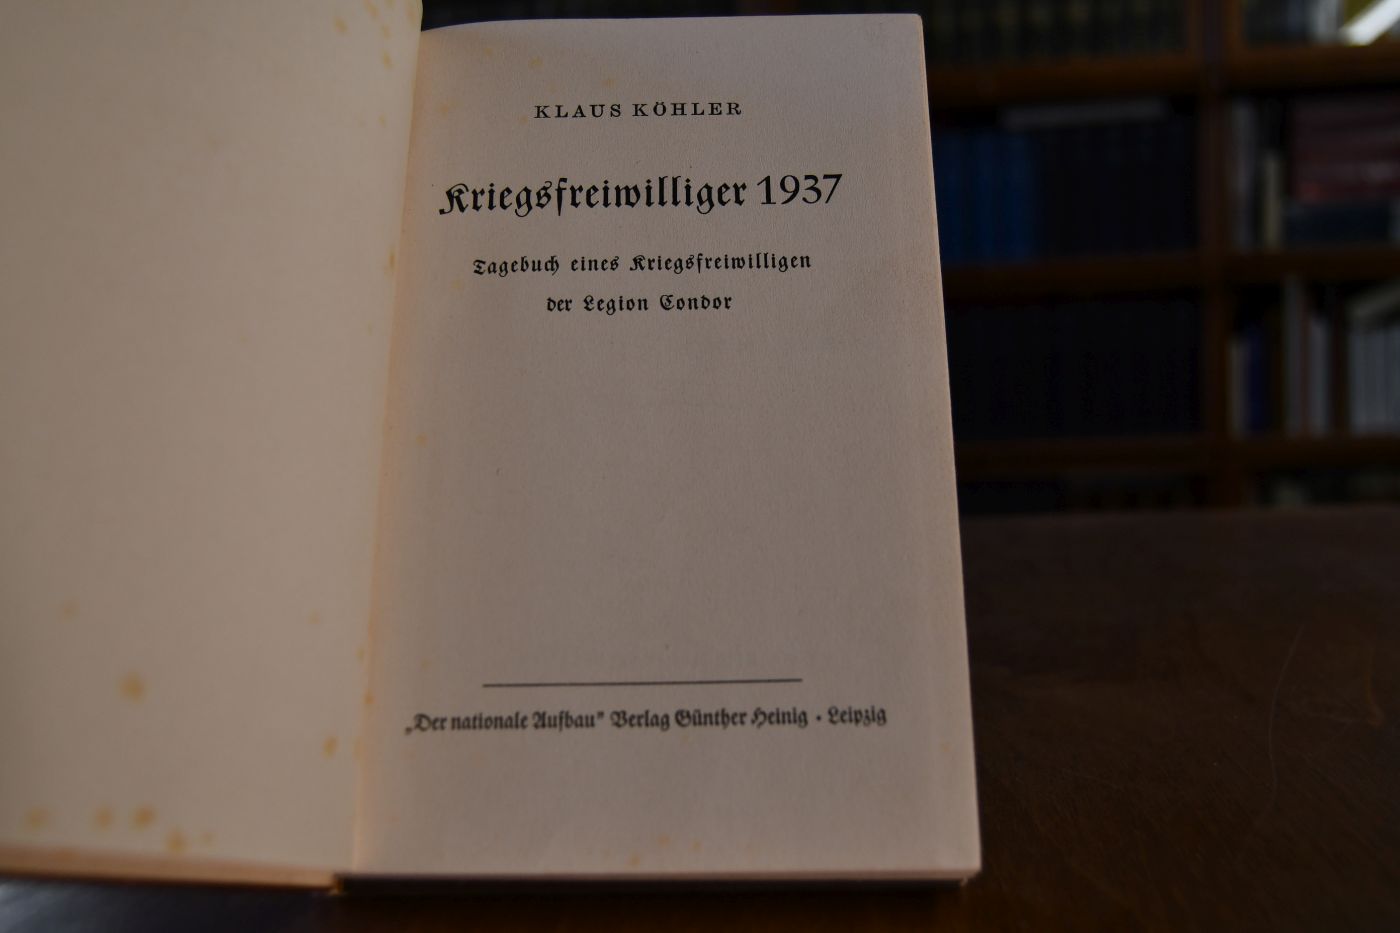 KLAUS KÖHLER
Kriegsfreiwilliger 1937
Tagebuch eines Kriegsfreiwilligen
der Legion Condor
„Der nationale Aufbau” Verlag Günther Heinig • Leipzig